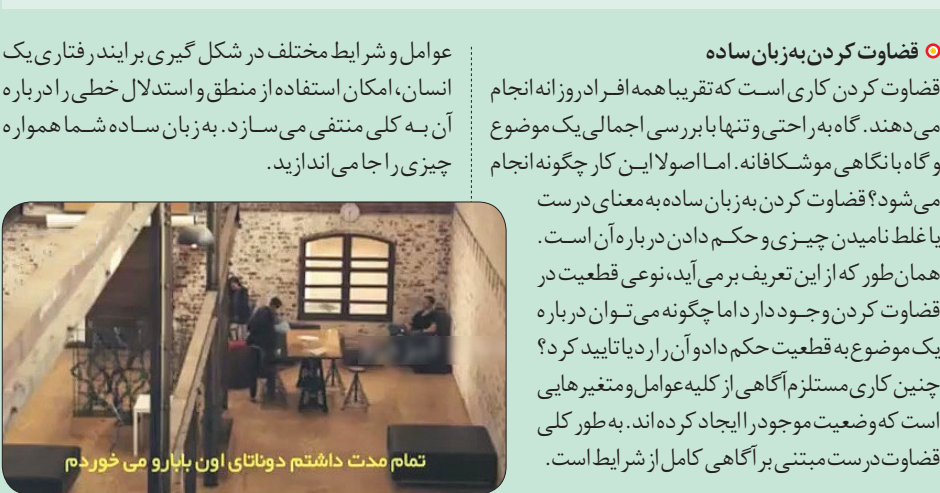 قضاوت کردن به زبان ساده
قضاوت کردن کاری است که تقریبا همه افراد روزانه انجام
می‌دهند. گاه به راحتی و تنها با بررسی اجمالی یک موضوع
و گاه با نگاهی موشکافانه. اما اصولا این کار چگونه انجام
می‌شود؟ قضاوت کردن به زبان ساده به معنای درست
یا غلط نامیدن چیزی و حکم دادن درباره آن است.
همان‌طور که از این تعریف برمی‌آید، نوعی قطعیت در
قضاوت کردن وجود دارد اما چگونه می‌توان درباره
یک موضوع به قطعیت حکم داد و آن را رد یا تایید کرد؟
چنین کاری مستلزم آگاهی از کلیه عوامل و متغیرهایی
است که وضعیت موجود را ایجاد کرده‌اند. به طور کلی
قضاوت درست مبتنی بر آگاهی کامل از شرایط است.
عوامل و شرایط مختلف در شکل گیری برایند رفتاری یک
انسان، امکان استفاده از منطق و استدلال خطی را درباره
آن به کلی منتفی می‌سازد. به زبان ساده شما همواره
چیزی را جا می‌اندازید.
تمام مدت داشتم دوناتای اون بابارو می خوردم